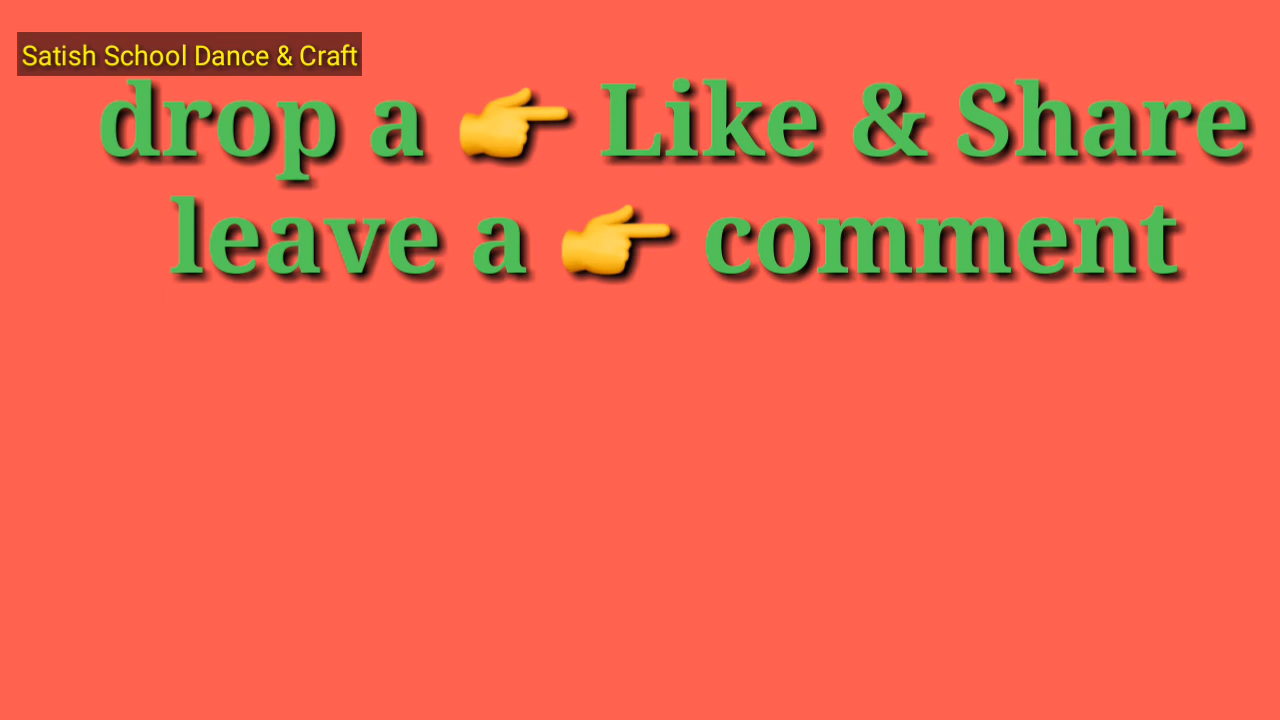 Satish School Dance & Craft
drop a 👉 Like & Share
leave a 👉 comment